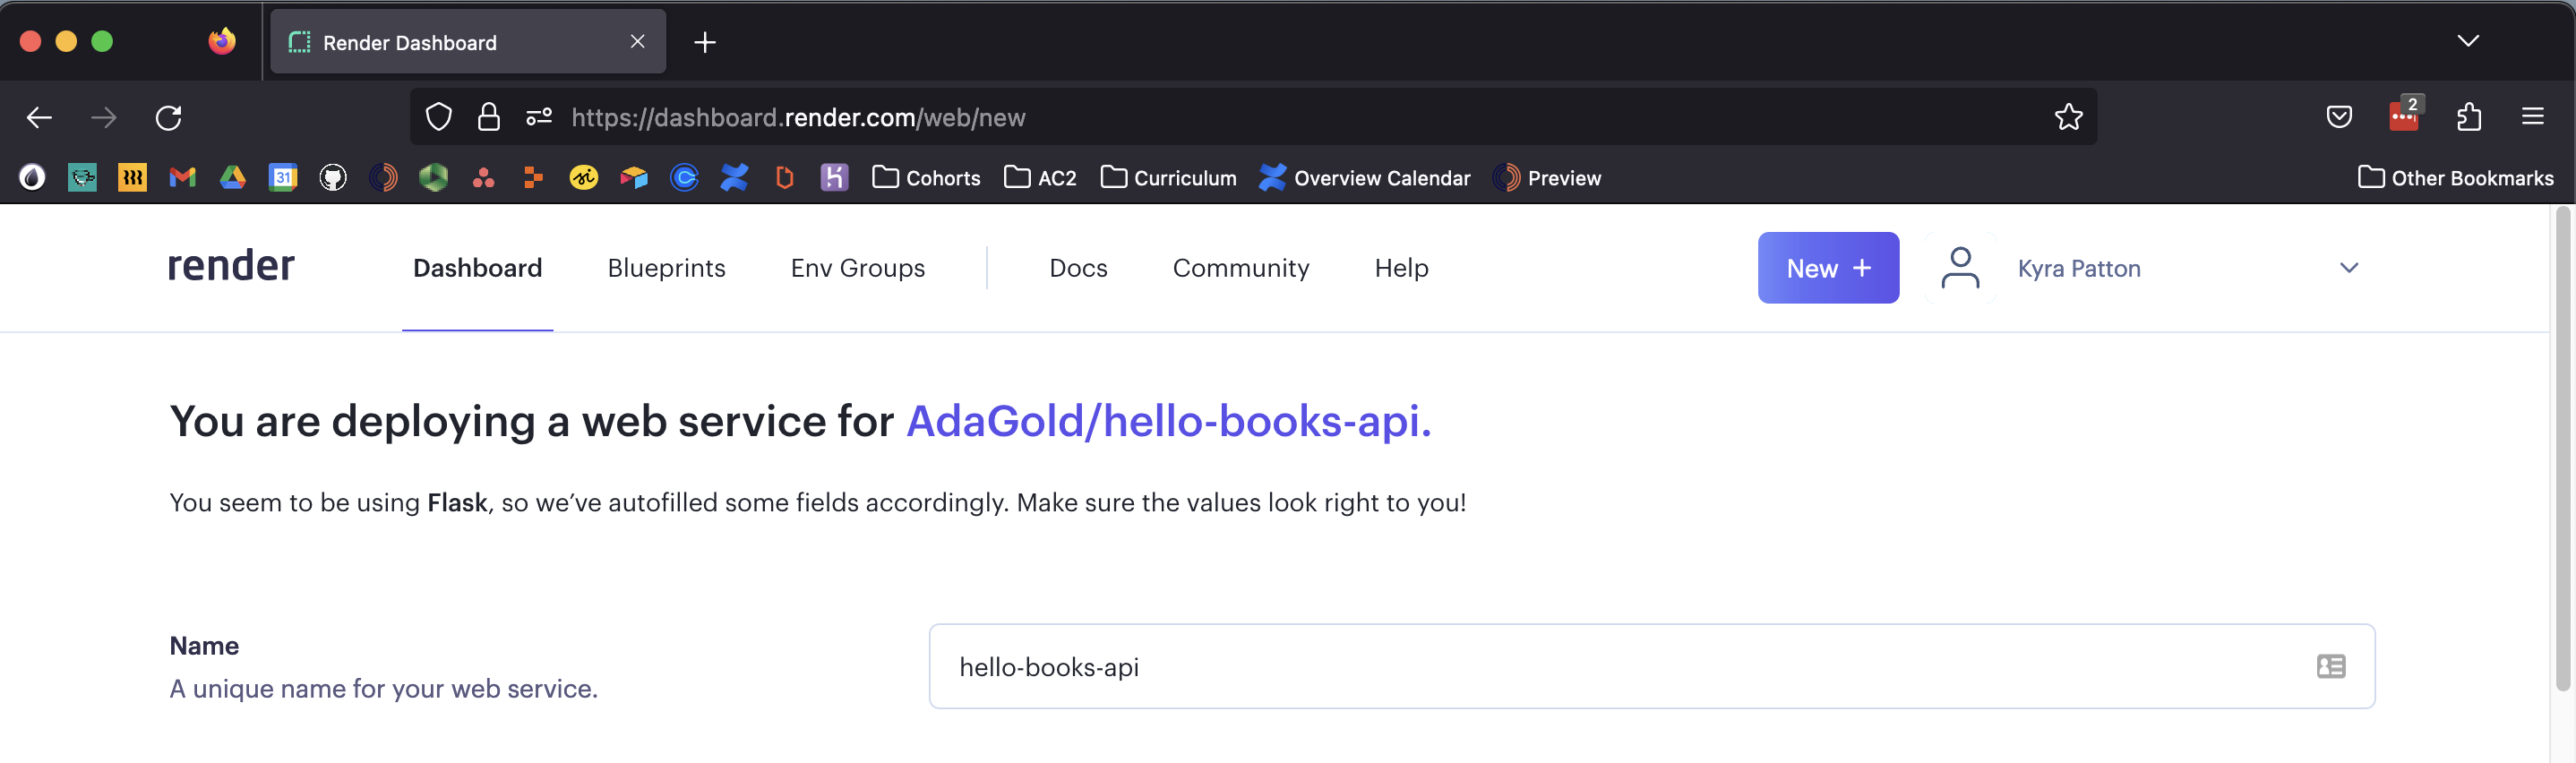 Render Dashboard
https://dashboard.render.com/web/new
2
31
Cohorts
AC2
Curriculum
Overview Calendar
Preview
Other Bookmarks
render
Dashboard
Blueprints
Env Groups
Docs
Community
Help
New +
Kyra Patton
You are deploying a web service for AdaGold/hello-books-api.
You seem to be using Flask, so we’ve autofilled some fields accordingly. Make sure the values look right to you!
Name
A unique name for your web service.
hello-books-api